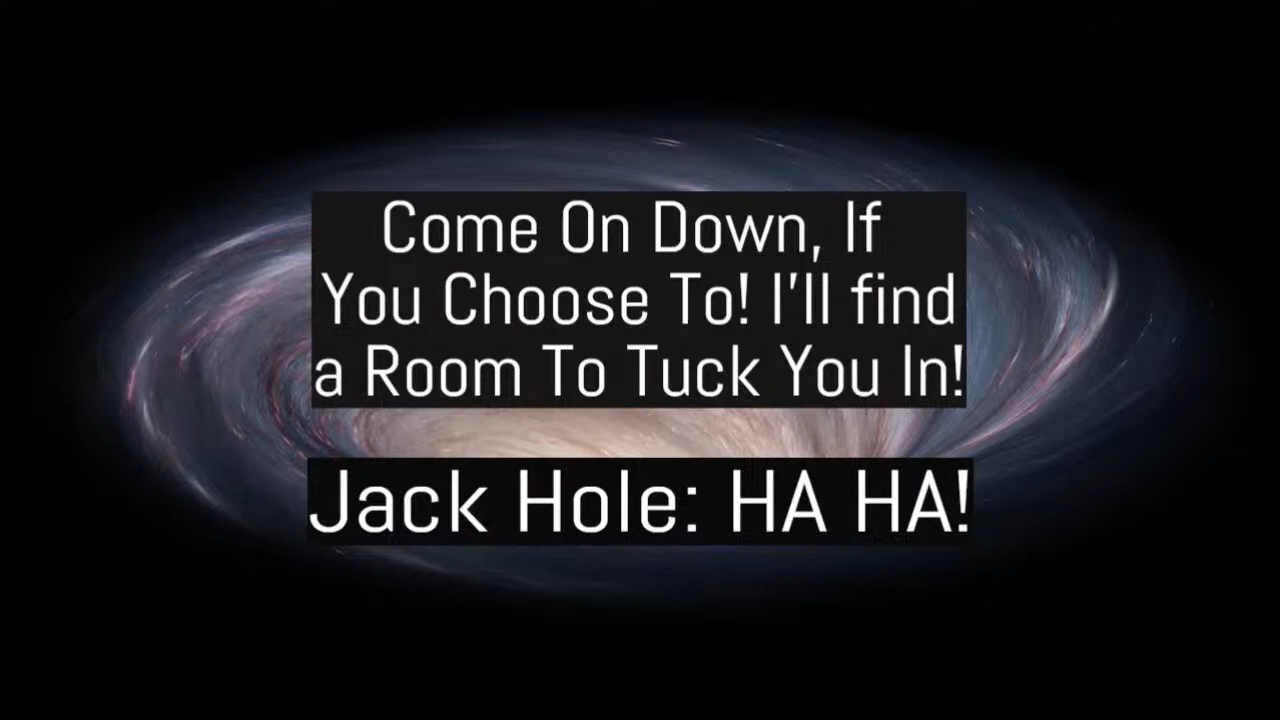 Come On Down, If
You Choose To! I'll find
a Room To Tuck You In!
Jack Hole: HA HA!